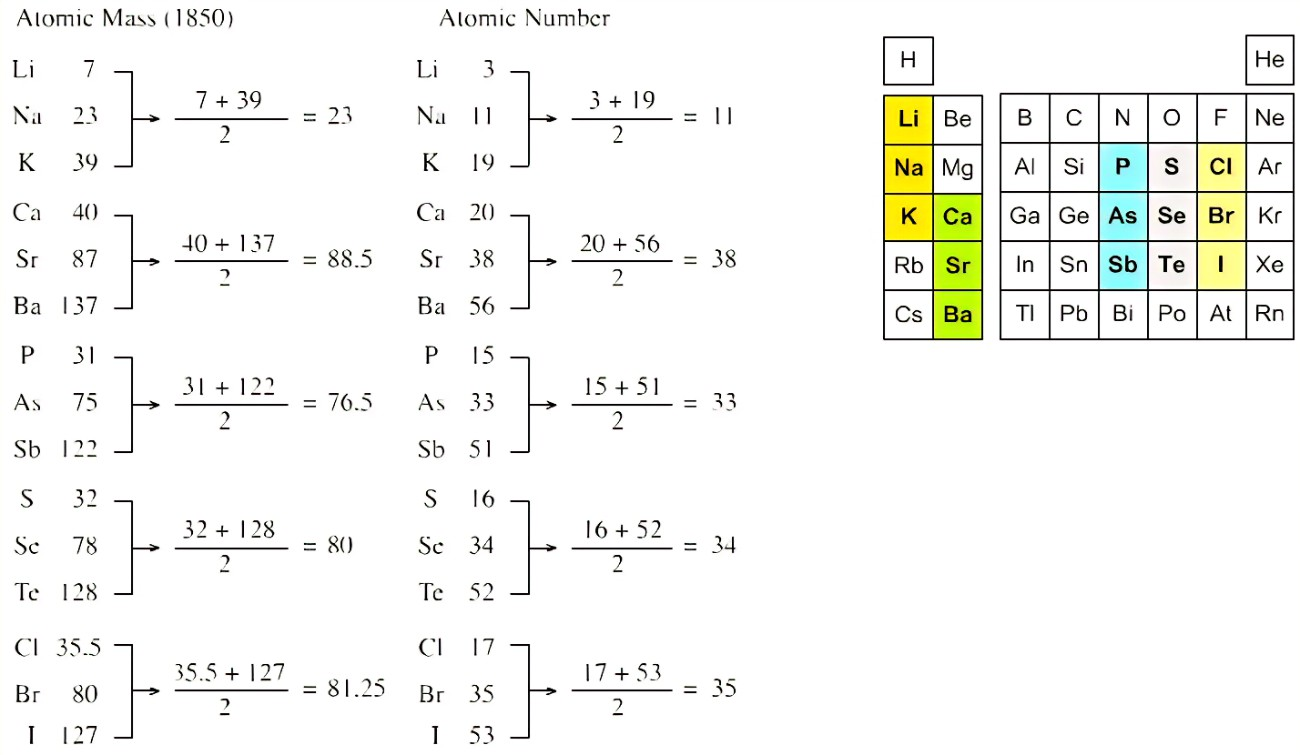 Atomic Mass (1850)
Li 7
Na 23
K 39
7 + 39
2
= 23
Ca 40
Sr 87
Ba 137
40 + 137
2
= 88.5
P 31
As 75
Sb 122
31 + 122
2
= 76.5
S 32
Se 78
Te 128
32 + 128
2
= 80
Cl 35.5
Br 80
I 127
35.5 + 127
2
= 81.25
Atomic Number
Li 3
Na 11
K 19
3 + 19
2
= 11
Ca 20
Sr 38
Ba 56
20 + 56
2
= 38
P 15
As 33
Sb 51
15 + 51
2
= 33
S 16
Se 34
Te 52
16 + 52
2
= 34
Cl 17
Br 35
I 53
17 + 53
2
= 35
H He
Li Be B C N O F Ne
Na Mg Al Si P S Cl Ar
K Ca Ga Ge As Se Br Kr
Rb Sr In Sn Sb Te I Xe
Cs Ba Tl Pb Bi Po At Rn